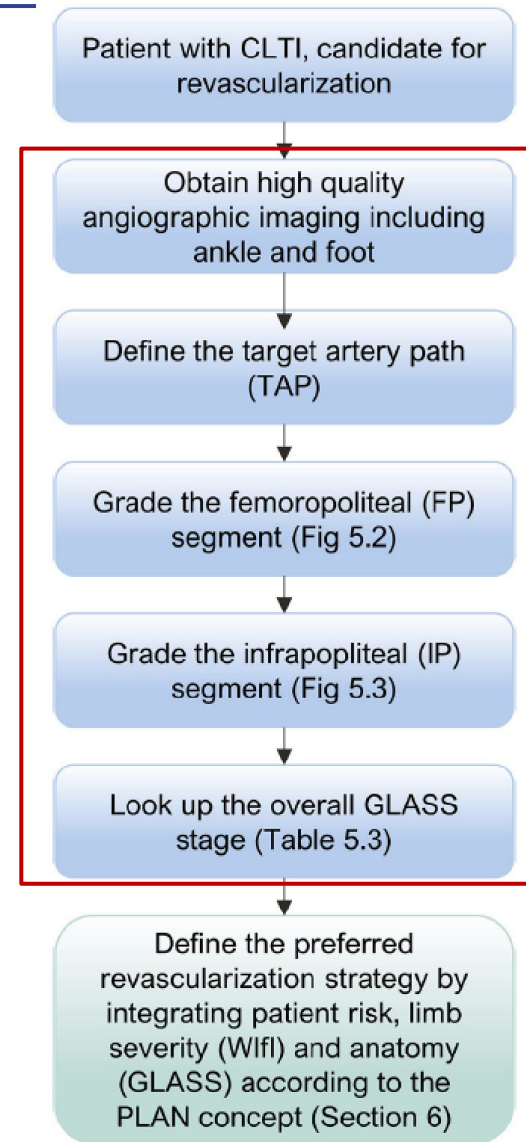 Patient with CLTI, candidate for
revascularization
Obtain high quality
angiographic imaging including
ankle and foot
Define the target artery path
(TAP)
Grade the femoropoliteal (FP)
segment (Fig 5.2)
Grade the infrapopliteal (IP)
segment (Fig 5.3)
Look up the overall GLASS
stage (Table 5.3)
Define the preferred
revascularization strategy by
integrating patient risk, limb
severity (WIfI) and anatomy
(GLASS) according to the
PLAN concept (Section 6)